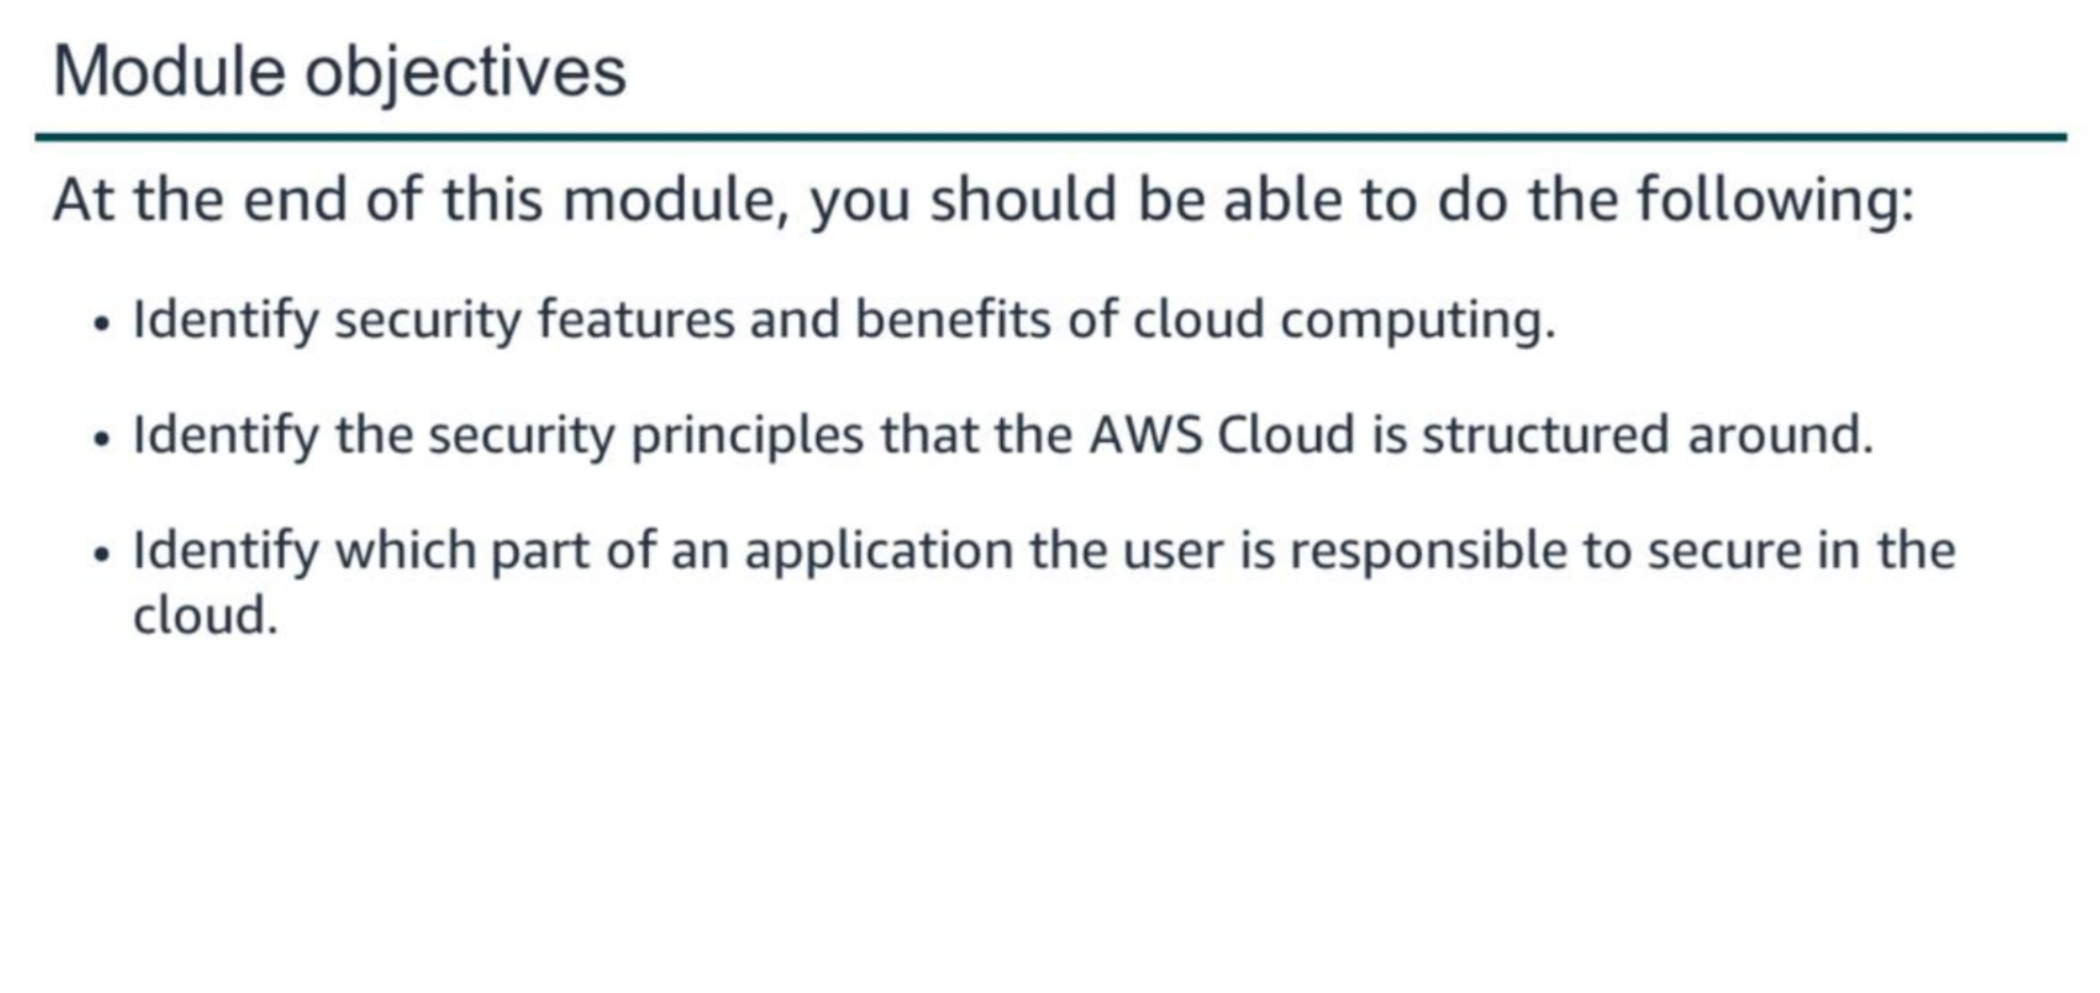 Module objectives
At the end of this module, you should be able to do the following:
• Identify security features and benefits of cloud computing.
• Identify the security principles that the AWS Cloud is structured around.
• Identify which part of an application the user is responsible to secure in the
cloud.